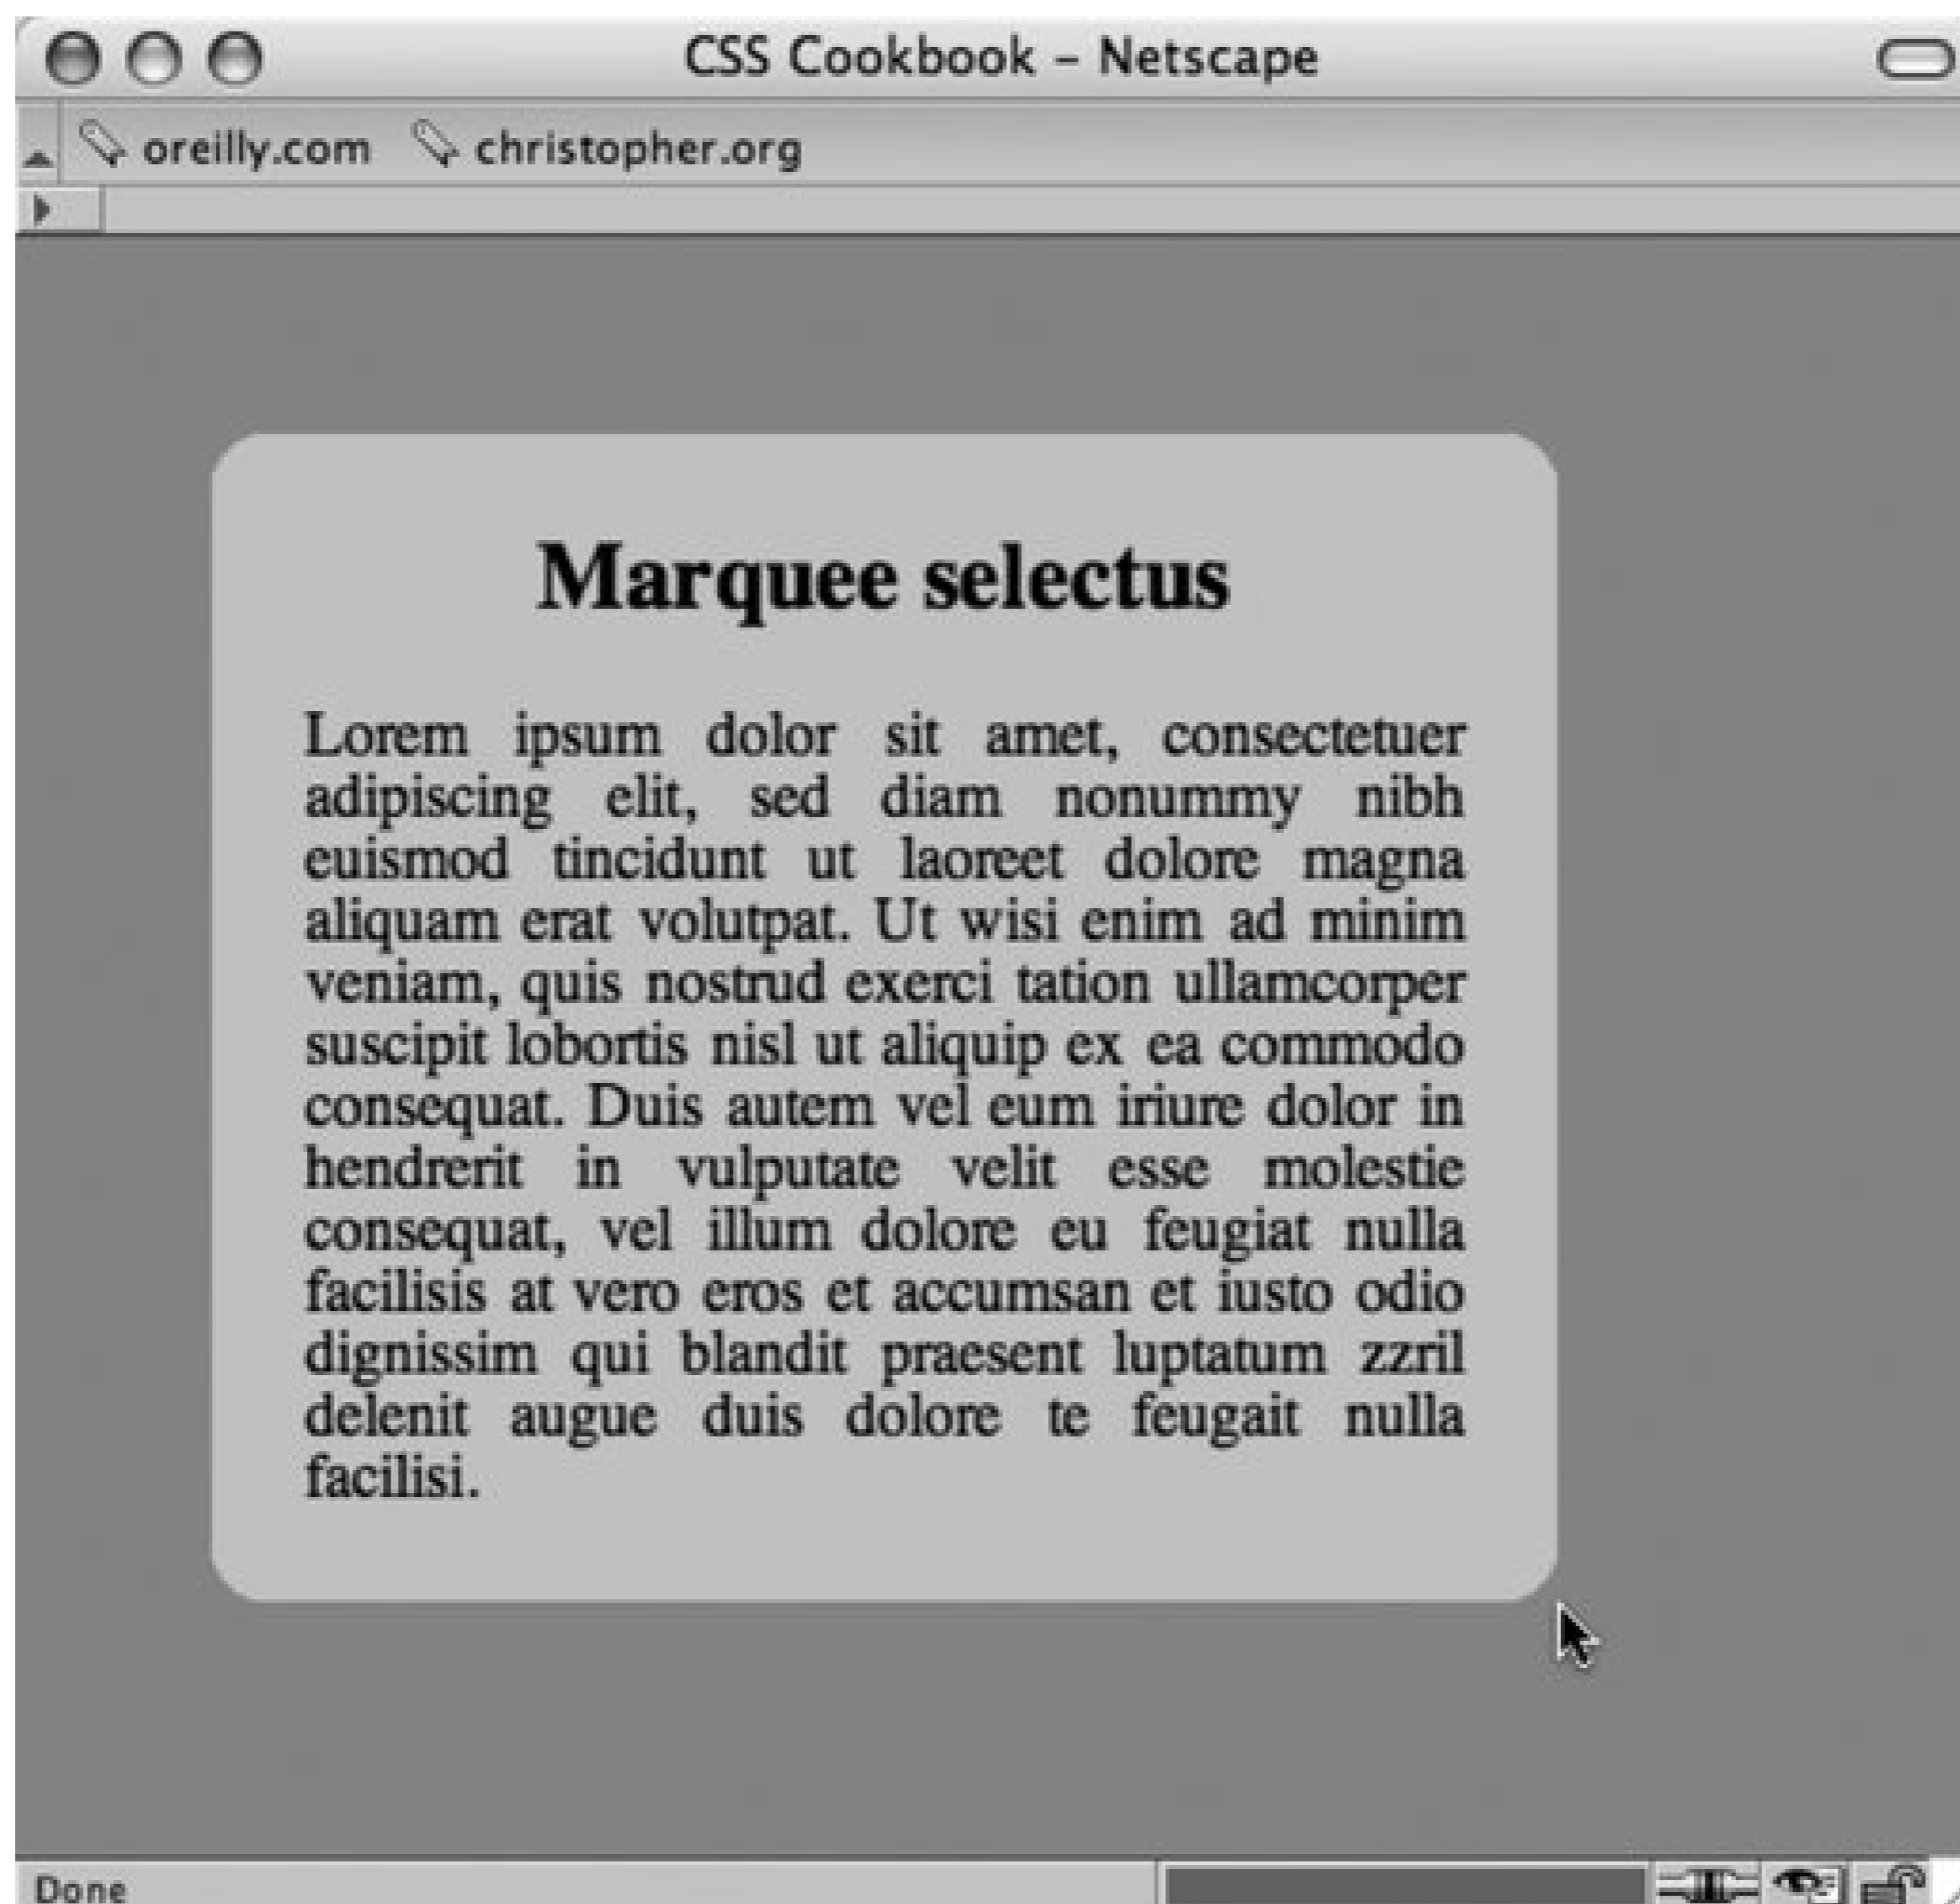 CSS Cookbook – Netscape
oreilly.com christopher.org
Marquee selectus
Lorem ipsum dolor sit amet, consectetuer
adipiscing elit, sed diam nonummy nibh
euismod tincidunt ut laoreet dolore magna
aliquam erat volutpat. Ut wisi enim ad minim
veniam, quis nostrud exerci tation ullamcorper
suscipit lobortis nisl ut aliquip ex ea commodo
consequat. Duis autem vel eum iriure dolor in
hendrerit in vulputate velit esse molestie
consequat, vel illum dolore eu feugiat nulla
facilisis at vero eros et accumsan et iusto odio
dignissim qui blandit praesent luptatum zzril
delenit augue duis dolore te feugait nulla
facilisi.
Done